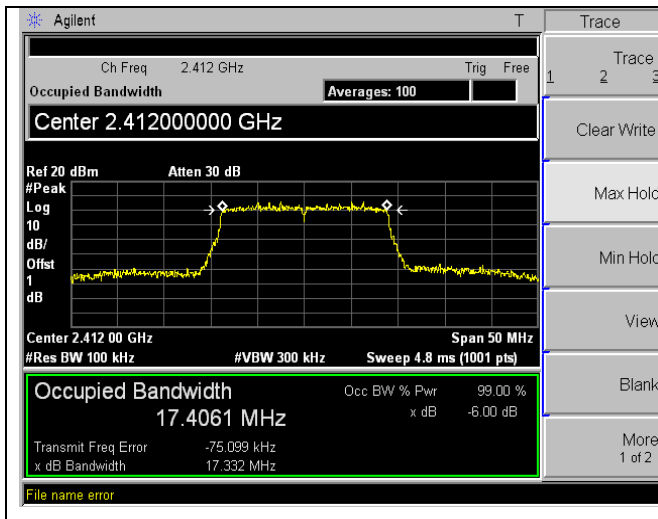 Agilent T Trace
Ch Freq 2.412 GHz Trig Free
Occupied Bandwidth Averages: 100
Center 2.412000000 GHz
Ref 20 dBm Atten 30 dB
#Peak
Log
10
dB/
Offst
1
dB
Center 2.412 00 GHz Span 50 MHz
#Res BW 100 kHz #VBW 300 kHz Sweep 4.8 ms (1001 pts)
Occupied Bandwidth Occ BW % Pwr 99.00 %
17.4061 MHz x dB -6.00 dB
Transmit Freq Error -75.099 kHz
x dB Bandwidth 17.332 MHz
File name error
Trace
1 2 3
Clear Write
Max Hold
Min Hold
View
Blank
More
1 of 2